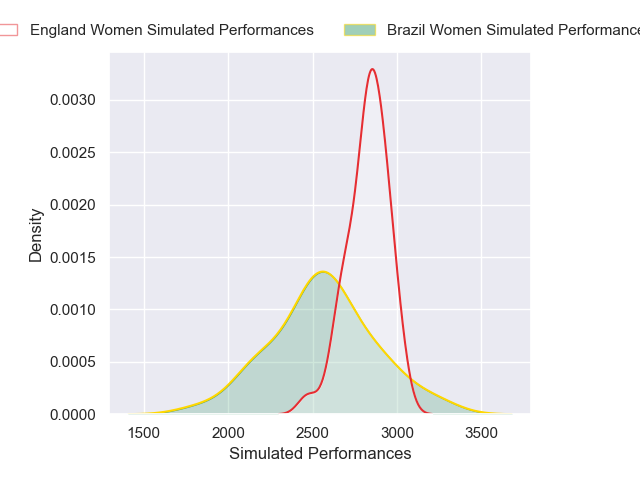 England Women Simulated Performances Brazil Women Simulated Performance
0.0030
0.0025
0.0020
0.0015
0.0010
0.0005
0.0000
Density
1500 2000 2500 3000 3500
Simulated Performances